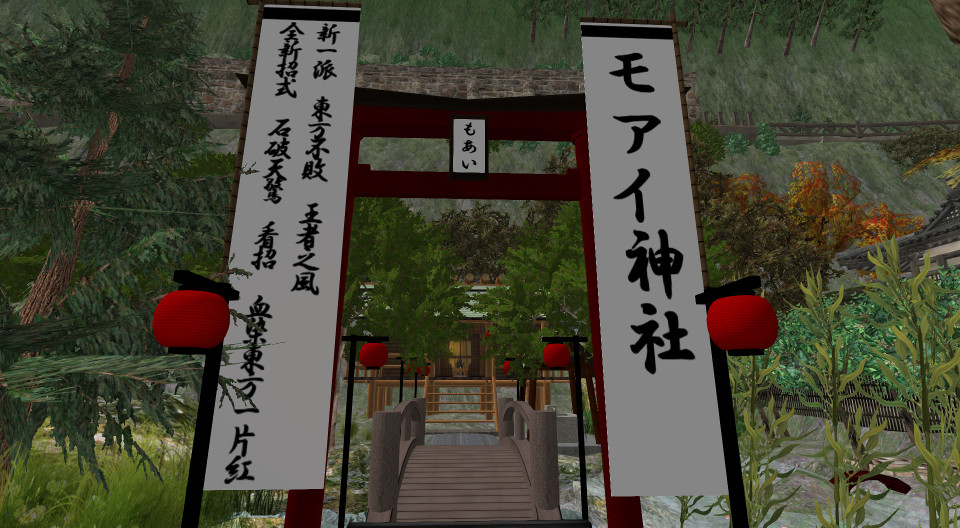 新一派 東方不敗 王者之風
全新招式 石破天驚 看招 血染東方一片紅
もあい
モアイ神社